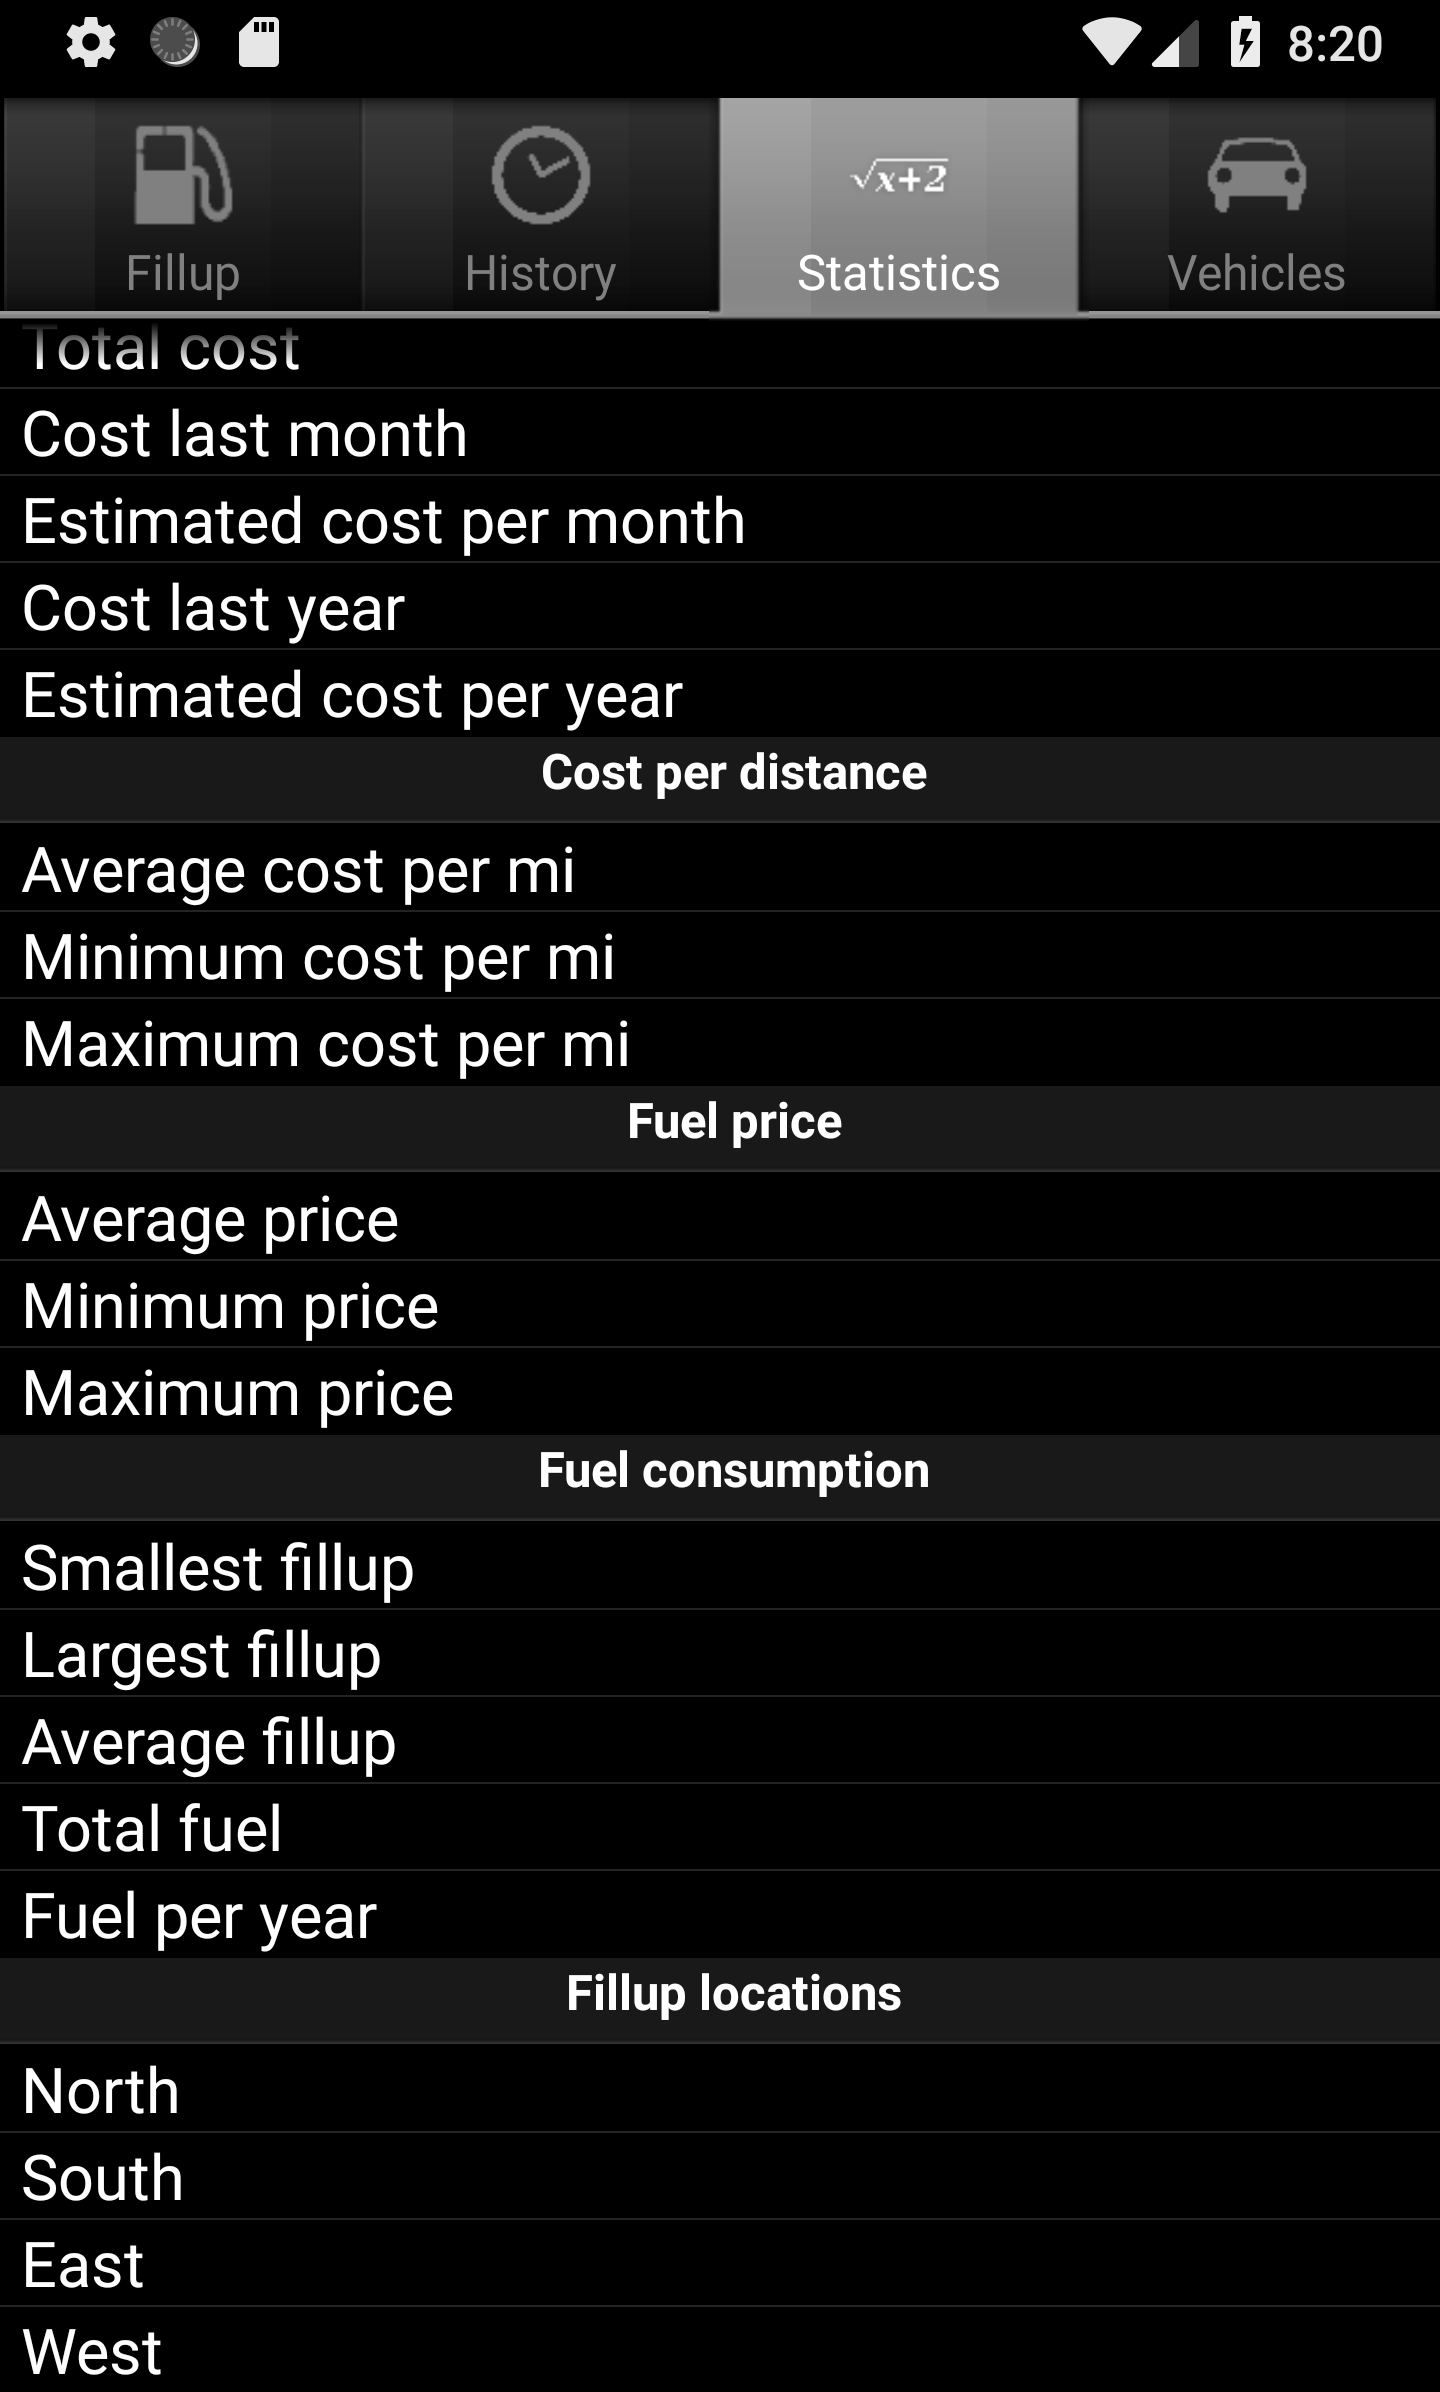 8:20
√x+2
Fillup
History
Statistics
Vehicles
Total cost
Cost last month
Estimated cost per month
Cost last year
Estimated cost per year
Cost per distance
Average cost per mi
Minimum cost per mi
Maximum cost per mi
Fuel price
Average price
Minimum price
Maximum price
Fuel consumption
Smallest fillup
Largest fillup
Average fillup
Total fuel
Fuel per year
Fillup locations
North
South
East
West